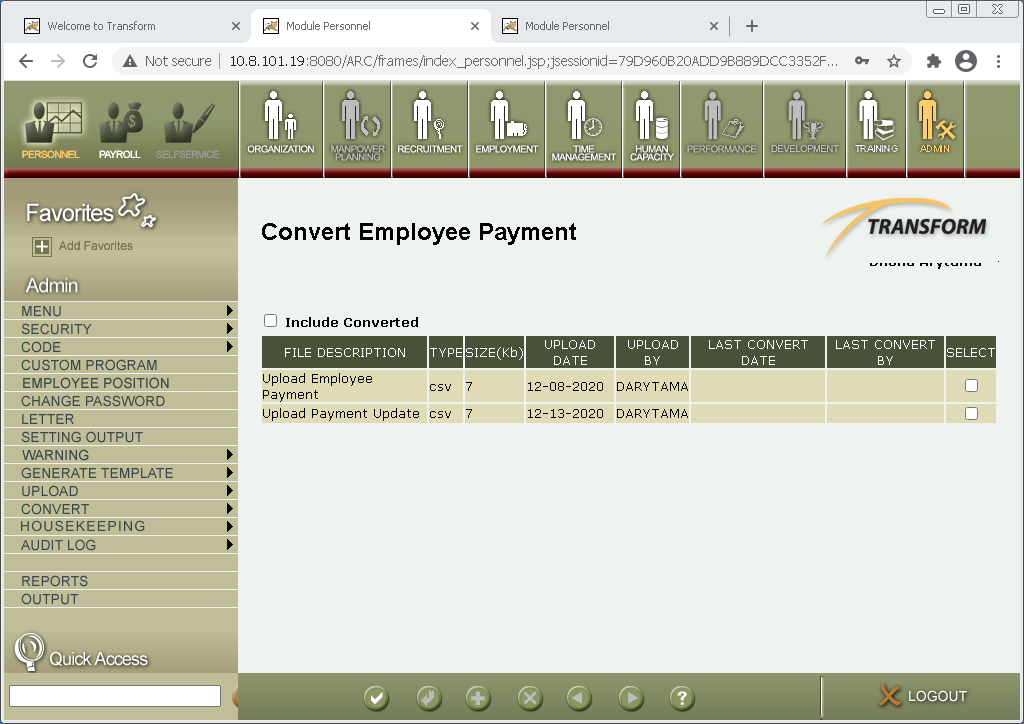 Welcome to Transform
Module Personnel
Module Personnel
Not secure
10.8.101.19:8080/ARC/frames/index_personnel.jsp;jsessionid=79D960B20ADD9B889DCC3352F...
PERSONNEL
PAYROLL
SELFSERVICE
ORGANIZATION
MANPOWER
PLANNING
RECRUITMENT
EMPLOYMENT
TIME
MANAGEMENT
HUMAN
CAPACITY
PERFORMANCE
DEVELOPMENT
TRAINING
ADMIN
Favorites
Add Favorites
Admin
MENU
SECURITY
CODE
CUSTOM PROGRAM
EMPLOYEE POSITION
CHANGE PASSWORD
LETTER
SETTING OUTPUT
WARNING
GENERATE TEMPLATE
UPLOAD
CONVERT
HOUSEKEEPING
AUDIT LOG
REPORTS
OUTPUT
Quick Access
Convert Employee Payment
TRANSFORM
Include Converted
FILE DESCRIPTION TYPE SIZE(Kb) UPLOAD DATE UPLOAD BY LAST CONVERT DATE LAST CONVERT BY SELECT
Upload Employee Payment csv 7 12-08-2020 DARYTAMA
Upload Payment Update csv 7 12-13-2020 DARYTAMA
LOGOUT